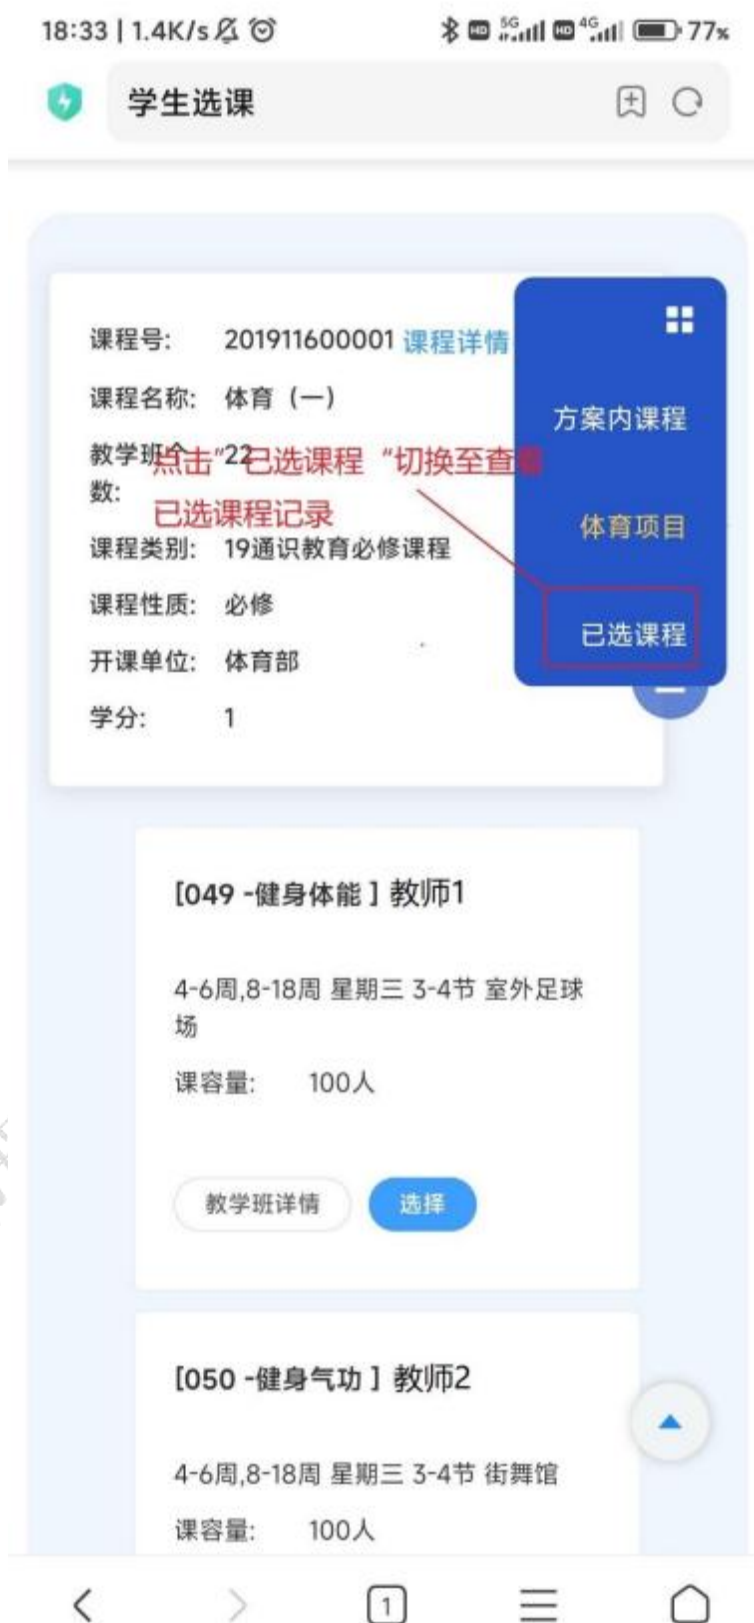 18:33 | 1.4K/s 5G 4G 77%
学生选课
课程号: 201911600001 课程详情
课程名称: 体育（一）
方案内课程
教学班个数: 22
点击"已选课程"切换至查看
已选课程记录
体育项目
课程类别: 19通识教育必修课程
课程性质: 必修
已选课程
开课单位: 体育部
学分: 1
[049 -健身体能 ] 教师1
4-6周,8-18周 星期三 3-4节 室外足球
场
课容量: 100人
教学班详情 选择
[050 -健身气功 ] 教师2
4-6周,8-18周 星期三 3-4节 街舞馆
课容量: 100人
1